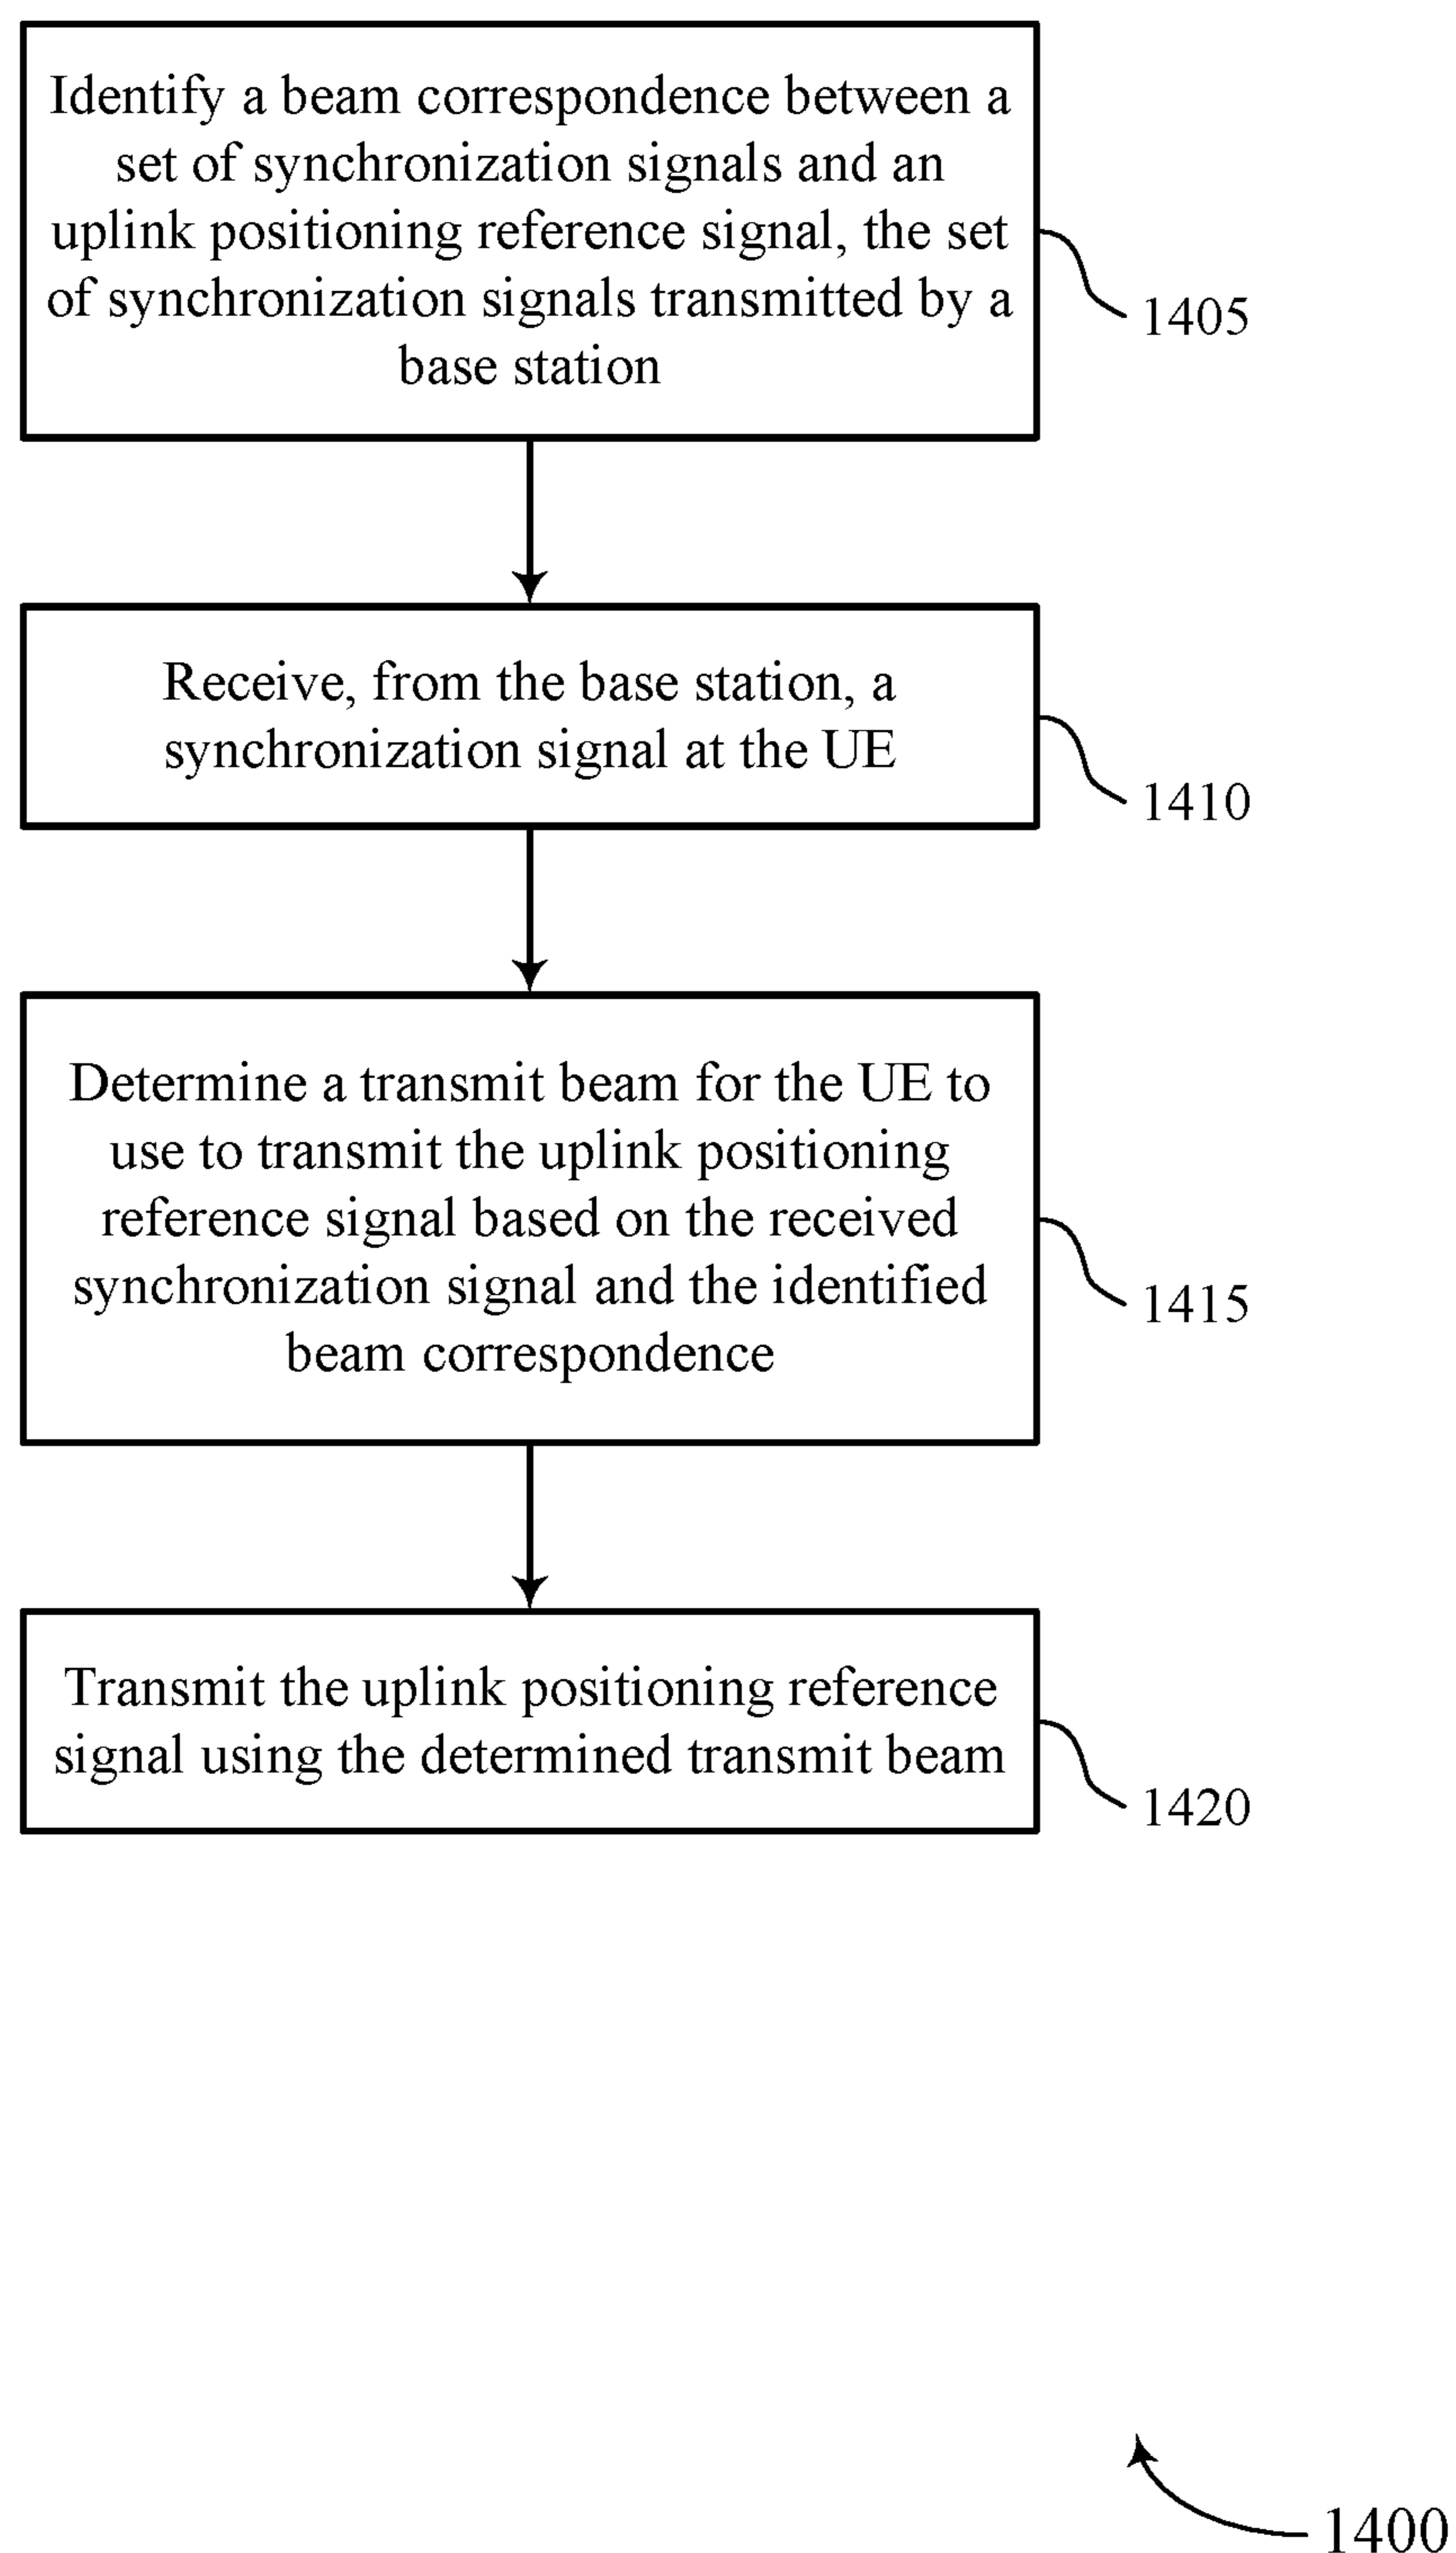 Identify a beam correspondence between a
set of synchronization signals and an
uplink positioning reference signal, the set
of synchronization signals transmitted by a
base station
1405
Receive, from the base station, a
synchronization signal at the UE
1410
Determine a transmit beam for the UE to
use to transmit the uplink positioning
reference signal based on the received
synchronization signal and the identified
beam correspondence
1415
Transmit the uplink positioning reference
signal using the determined transmit beam
1420
1400